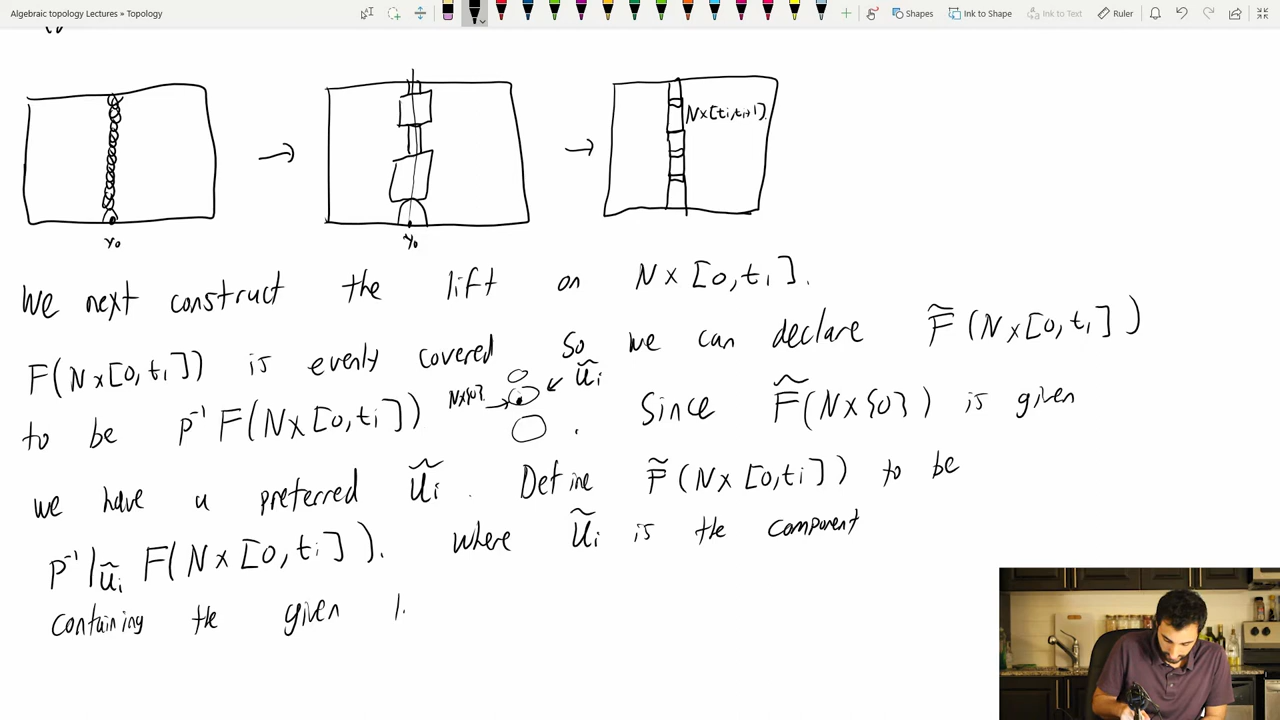 Algebraic topology Lectures » Topology
Shapes
Ink to Shape
Ink to Text
Ruler
N×[tᵢ,tᵢ₊₁]
y₀
y₀
We next construct the lift on N×[0,t₁].
F(N×[0,t₁]) is evenly covered So we can declare F̃(N×[0,t₁])
to be p⁻¹F(N×[0,tᵢ]) N×{0} → ← Ũᵢ . Since F̃(N×{0}) is given
we have a preferred Ũᵢ. Define F̃(N×[0,tᵢ]) to be
p⁻¹|Ũᵢ F(N×[0,tᵢ]). where Ũᵢ is the component
containing the given